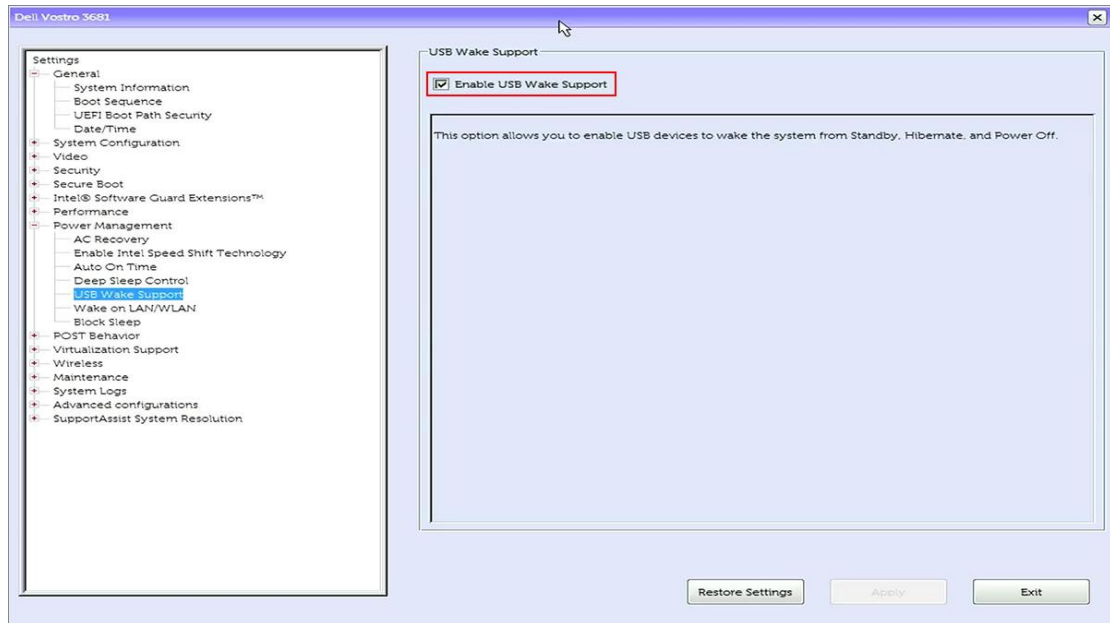 Dell Vostro 3681
Settings
General
System Information
Boot Sequence
UEFI Boot Path Security
Date/Time
System Configuration
Video
Security
Secure Boot
Intel® Software Guard Extensions™
Performance
Power Management
AC Recovery
Enable Intel Speed Shift Technology
Auto On Time
Deep Sleep Control
USB Wake Support
Wake on LAN/WLAN
Block Sleep
POST Behavior
Virtualization Support
Wireless
Maintenance
System Logs
Advanced configurations
SupportAssist System Resolution
USB Wake Support
Enable USB Wake Support
This option allows you to enable USB devices to wake the system from Standby, Hibernate, and Power Off.
Restore Settings
Apply
Exit